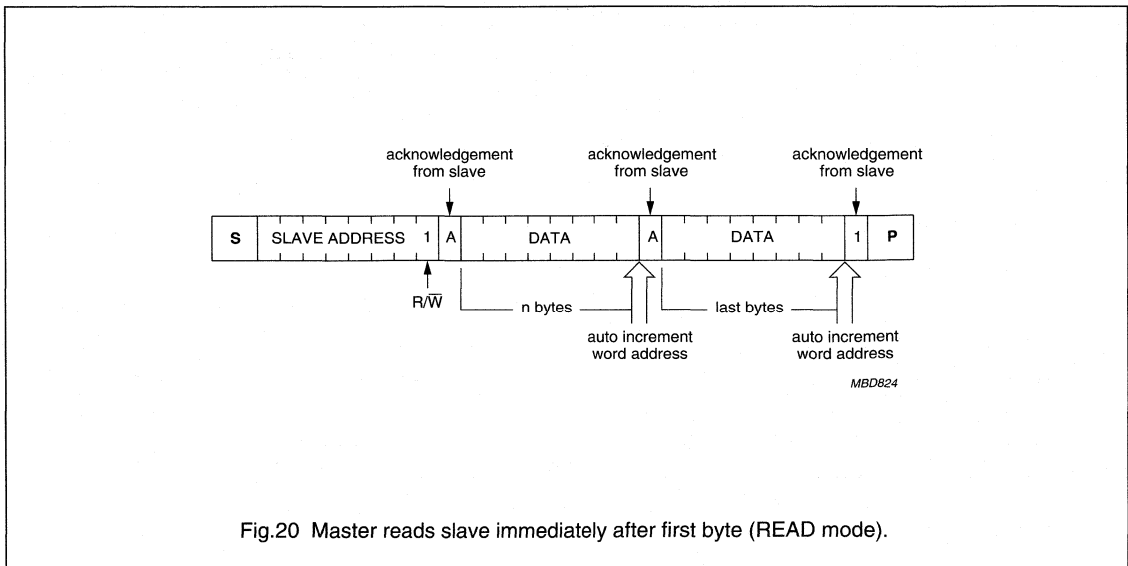 acknowledgement acknowledgement acknowledgement
from slave from slave from slave
S SLAVE ADDRESS 1 A DATA A DATA 1 P
R/W̅ n bytes last bytes
auto increment auto increment
word address word address
MBD824
Fig.20 Master reads slave immediately after first byte (READ mode).